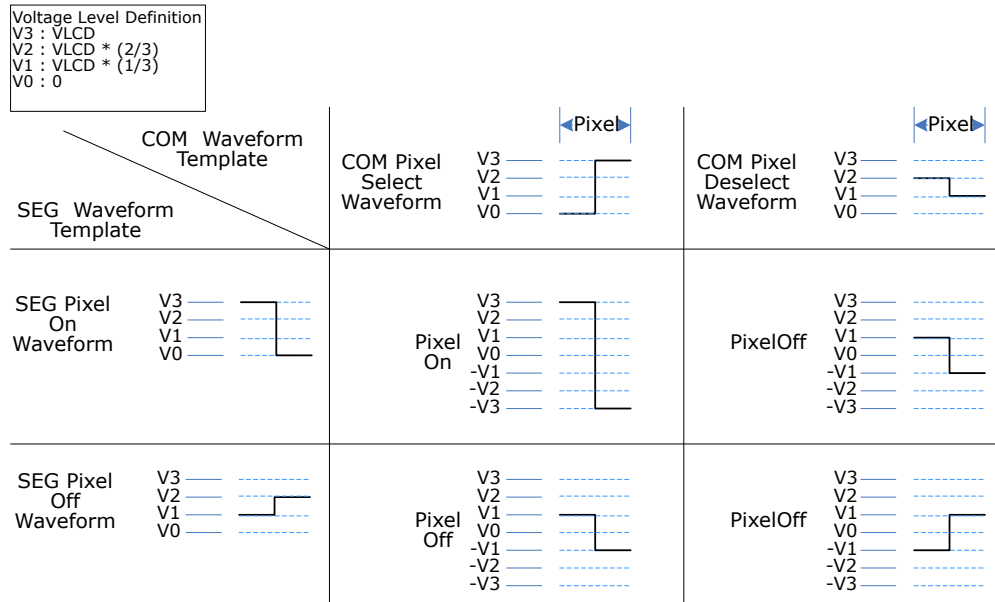 Voltage Level Definition
V3 : VLCD
V2 : VLCD * (2/3)
V1 : VLCD * (1/3)
V0 : 0
COM Waveform
Template
SEG Waveform
Template
COM Pixel
Select
Waveform
V3
V2
V1
V0
Pixel
COM Pixel
Deselect
Waveform
V3
V2
V1
V0
Pixel
SEG Pixel
On
Waveform
V3
V2
V1
V0
Pixel
On
V3
V2
V1
V0
-V1
-V2
-V3
PixelOff
V3
V2
V1
V0
-V1
-V2
-V3
SEG Pixel
Off
Waveform
V3
V2
V1
V0
Pixel
Off
V3
V2
V1
V0
-V1
-V2
-V3
PixelOff
V3
V2
V1
V0
-V1
-V2
-V3